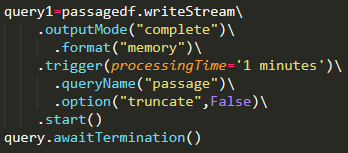 query1=passagedf.writeStream\
.outputMode("complete")\
.format("memory")\
.trigger(processingTime='1 minutes')\
.queryName("passage")\
.option("truncate",False)\
.start()
query.awaitTermination()